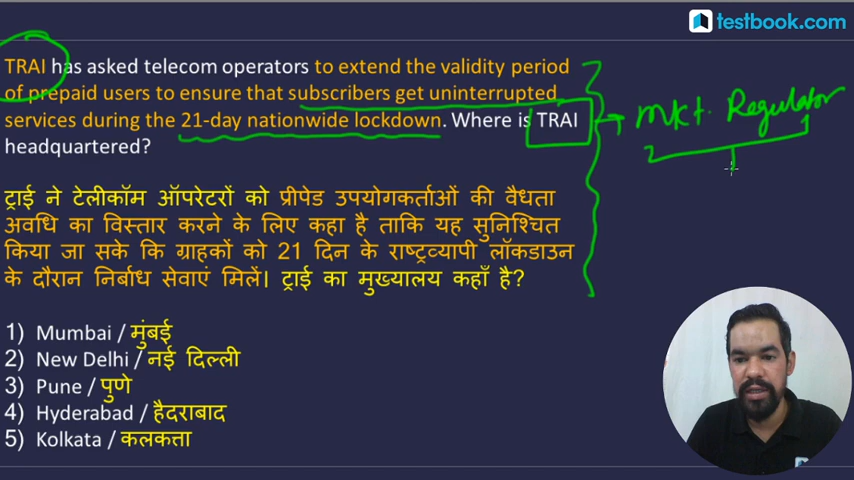 testbook.com
TRAI has asked telecom operators to extend the validity period
of prepaid users to ensure that subscribers get uninterrupted
services during the 21-day nationwide lockdown. Where is TRAI
headquartered?
Mkt. Regulator
ट्राई ने टेलीकॉम ऑपरेटरों को प्रीपेड उपयोगकर्ताओं की वैधता
अवधि का विस्तार करने के लिए कहा है ताकि यह सुनिश्चित
किया जा सके कि ग्राहकों को 21 दिन के राष्ट्रव्यापी लॉकडाउन
के दौरान निर्बाध सेवाएं मिलें। ट्राई का मुख्यालय कहाँ है?
1) Mumbai / मुंबई
2) New Delhi / नई दिल्ली
3) Pune / पुणे
4) Hyderabad / हैदराबाद
5) Kolkata / कलकत्ता